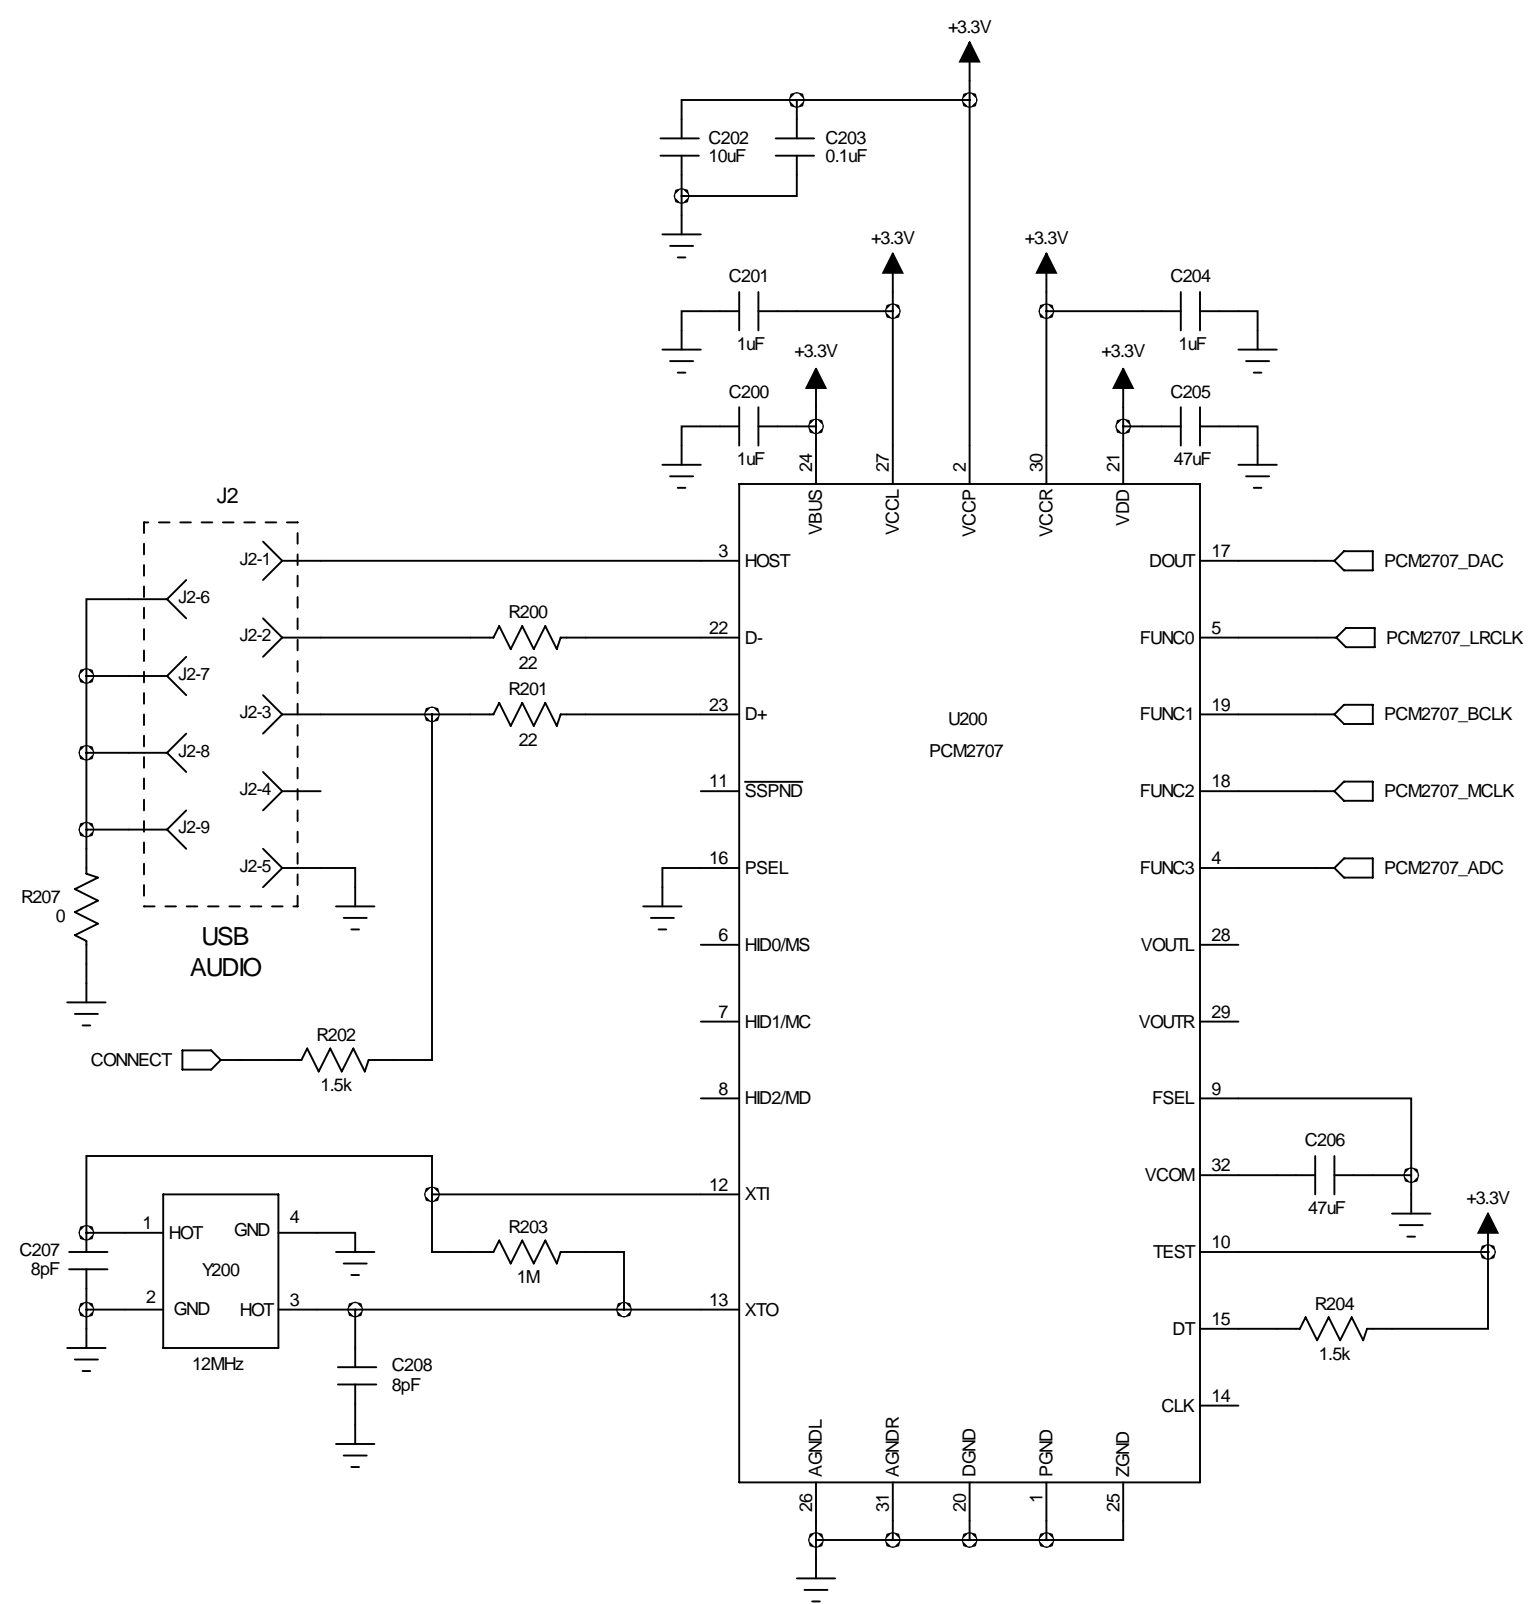 +3.3V
C202
10uF
C203
0.1uF
+3.3V
+3.3V
C201
1uF
C204
1uF
+3.3V
+3.3V
C200
1uF
C205
47uF
24
27
2
30
21
VBUS
VCCL
VCCP
VCCR
VDD
J2
J2-1
J2-6
J2-2
J2-7
J2-3
J2-8
J2-4
J2-9
J2-5
USB
AUDIO
R207
0
R200
22
R201
22
CONNECT
R202
1.5k
3 HOST
22 D-
23 D+
11 SSPND
16 PSEL
6 HID0/MS
7 HID1/MC
8 HID2/MD
12 XTI
13 XTO
U200
PCM2707
DOUT 17 PCM2707_DAC
FUNC0 5 PCM2707_LRCLK
FUNC1 19 PCM2707_BCLK
FUNC2 18 PCM2707_MCLK
FUNC3 4 PCM2707_ADC
VOUTL 28
VOUTR 29
FSEL 9
VCOM 32
C206
47uF
+3.3V
TEST 10
DT 15
R204
1.5k
CLK 14
C207
8pF
1 HOT
GND 4
Y200
2 GND
HOT 3
12MHz
R203
1M
C208
8pF
AGNDL
AGNDR
DGND
PGND
ZGND
26
31
20
1
25